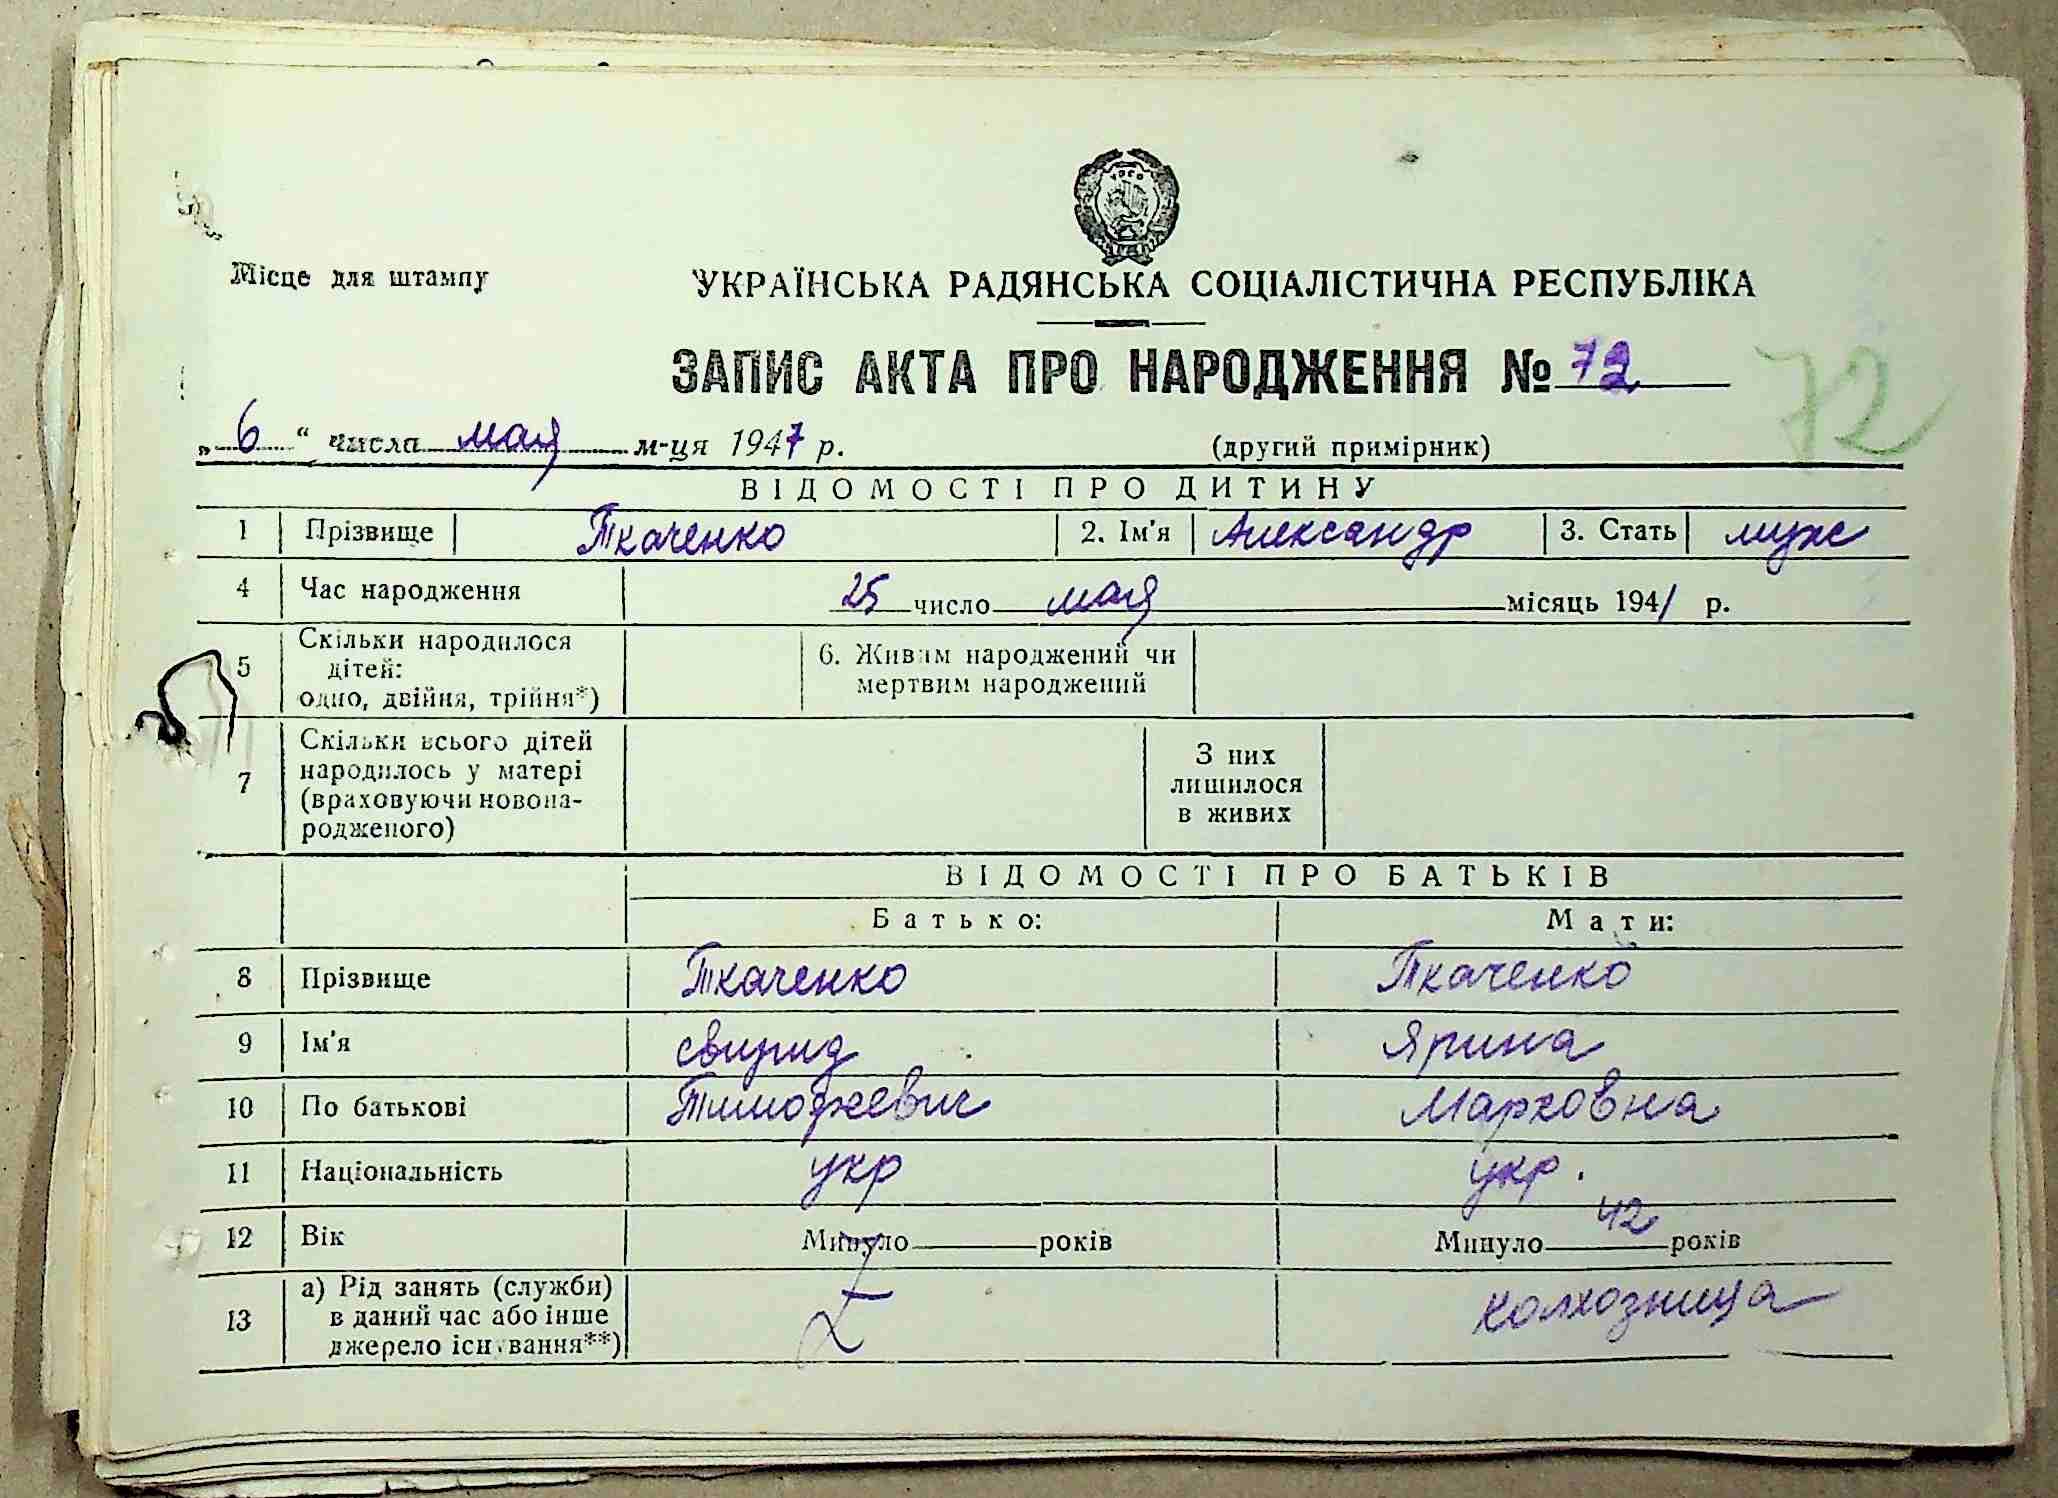 Місце для штампу
УКРАЇНСЬКА РАДЯНСЬКА СОЦІАЛІСТИЧНА РЕСПУБЛІКА
ЗАПИС АКТА ПРО НАРОДЖЕННЯ № 72
72
„6“ числа мая м-ця 1947 р. (другий примірник)
ВІДОМОСТІ ПРО ДИТИНУ
1 Прізвище Ткаченко 2. Ім'я Александр 3. Стать муж
4 Час народження 25 число мая місяць 1941 р.
5 Скільки народилося дітей: одно, двійня, трійня*) 6. Живим народжений чи мертвим народжений
7 Скільки всього дітей народилось у матері (враховуючи новонародженого) З них лишилося в живих
ВІДОМОСТІ ПРО БАТЬКІВ
Батько: Мати:
8 Прізвище Ткаченко Ткаченко
9 Ім'я Свирид Ярина
10 По батькові Тимофеевич Марковна
11 Національність укр укр.
12 Вік Минуло років Минуло 42 років
13 а) Рід занять (служби) в даний час або інше джерело існування**) колхозница